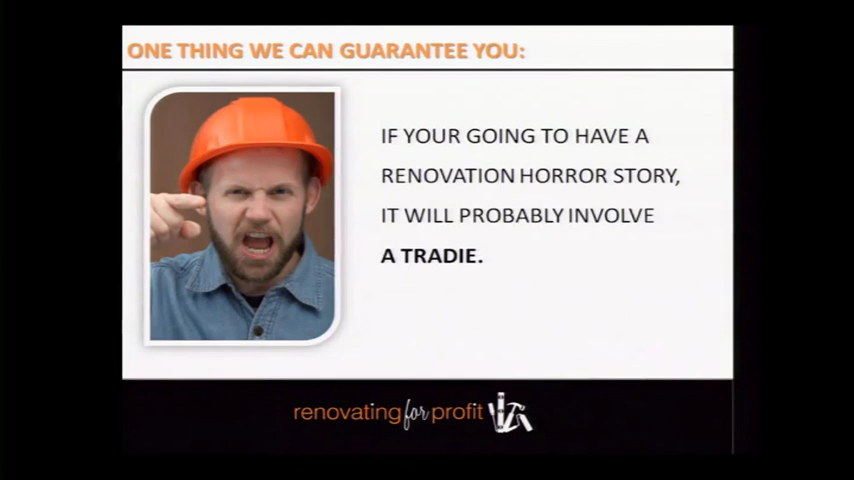 ONE THING WE CAN GUARANTEE YOU:
IF YOUR GOING TO HAVE A
RENOVATION HORROR STORY,
IT WILL PROBABLY INVOLVE
A TRADIE.
renovating for profit